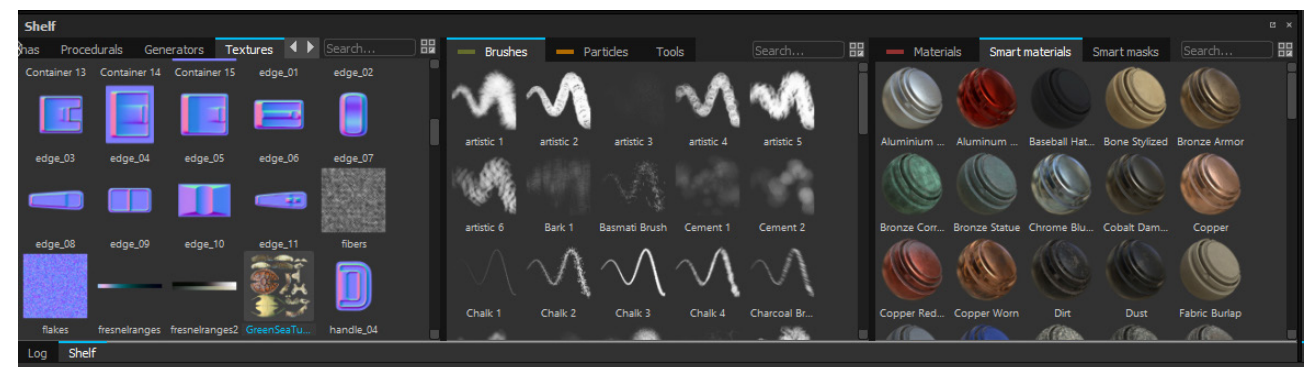 Shelf
has Procedurals Generators Textures Search...
Container 13 Container 14 Container 15 edge_01 edge_02
edge_03 edge_04 edge_05 edge_06 edge_07
edge_08 edge_09 edge_10 edge_11 fibers
flakes fresnelranges fresnelranges2 GreenSeaTu... handle_04
Brushes Particles Tools Search...
artistic 1 artistic 2 artistic 3 artistic 4 artistic 5
artistic 6 Bark 1 Basmati Brush Cement 1 Cement 2
Chalk 1 Chalk 2 Chalk 3 Chalk 4 Charcoal Br...
Materials Smart materials Smart masks Search...
Aluminium ... Aluminum ... Baseball Hat... Bone Stylized Bronze Armor
Bronze Corr... Bronze Statue Chrome Blu... Cobalt Dam... Copper
Copper Red... Copper Worn Dirt Dust Fabric Burlap
Log Shelf